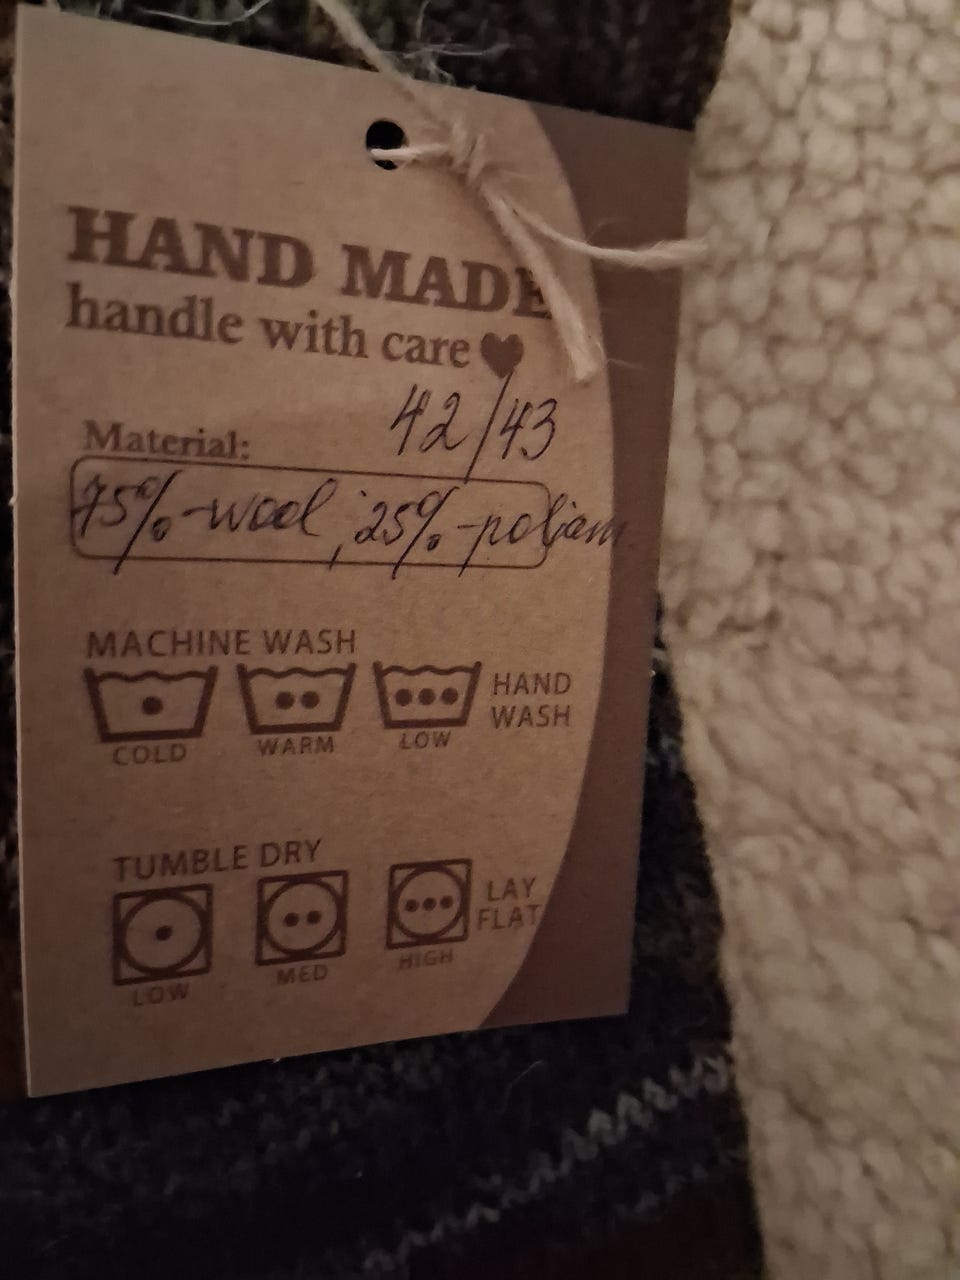 HAND MADE
handle with care
42/43
Material:
75%-wool, 25%-poliam.
MACHINE WASH
COLD
WARM
LOW
HAND
WASH
TUMBLE DRY
LOW
MED
HIGH
LAY
FLAT